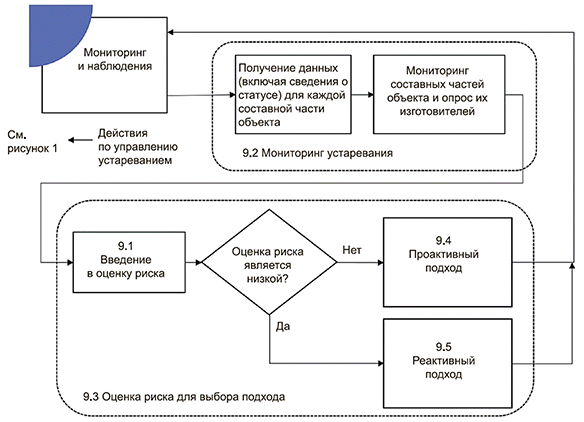 Мониторинг
и наблюдения
Получение данных
(включая сведения о
статусе) для каждой
составной части
объекта
Мониторинг
составных частей
объекта и опрос их
изготовителей
См.
рисунок 1
Действия
по управлению
устареванием
9.2 Мониторинг устаревания
9.1
Введение
в оценку риска
Оценка риска
является
низкой?
Нет
9.4
Проактивный
подход
Да
9.5
Реактивный
подход
9.3 Оценка риска для выбора подхода